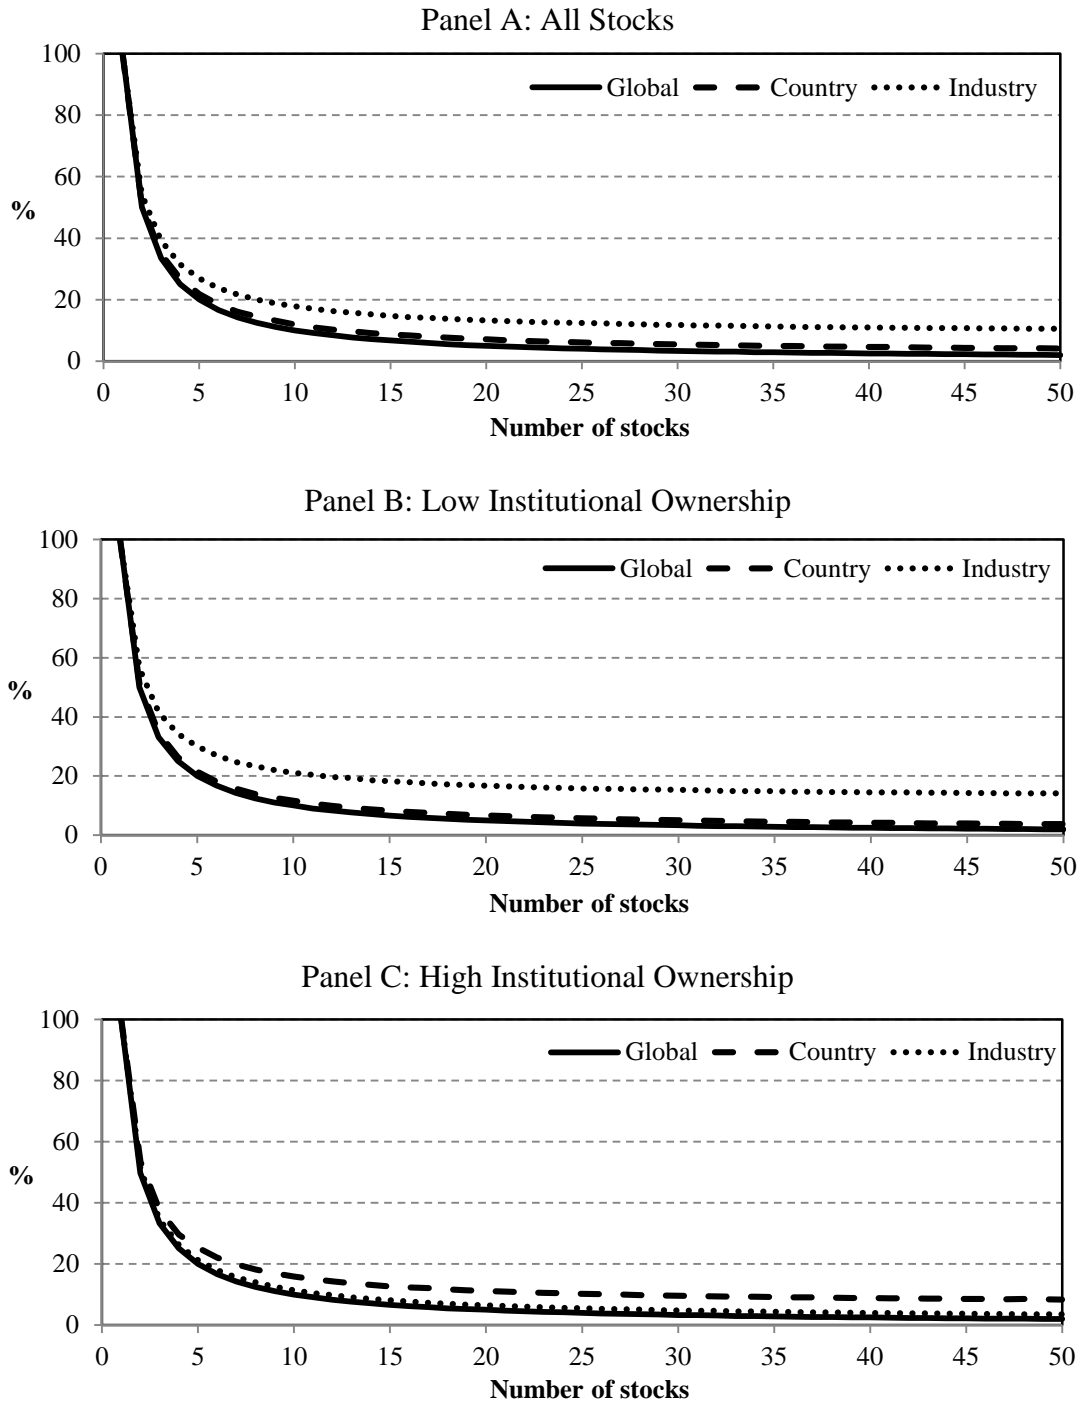 Panel A: All Stocks
100
80
60
40
20
0
%
Global Country Industry
0 5 10 15 20 25 30 35 40 45 50
Number of stocks
Panel B: Low Institutional Ownership
100
80
60
40
20
0
%
Global Country Industry
0 5 10 15 20 25 30 35 40 45 50
Number of stocks
Panel C: High Institutional Ownership
100
80
60
40
20
0
%
Global Country Industry
0 5 10 15 20 25 30 35 40 45 50
Number of stocks